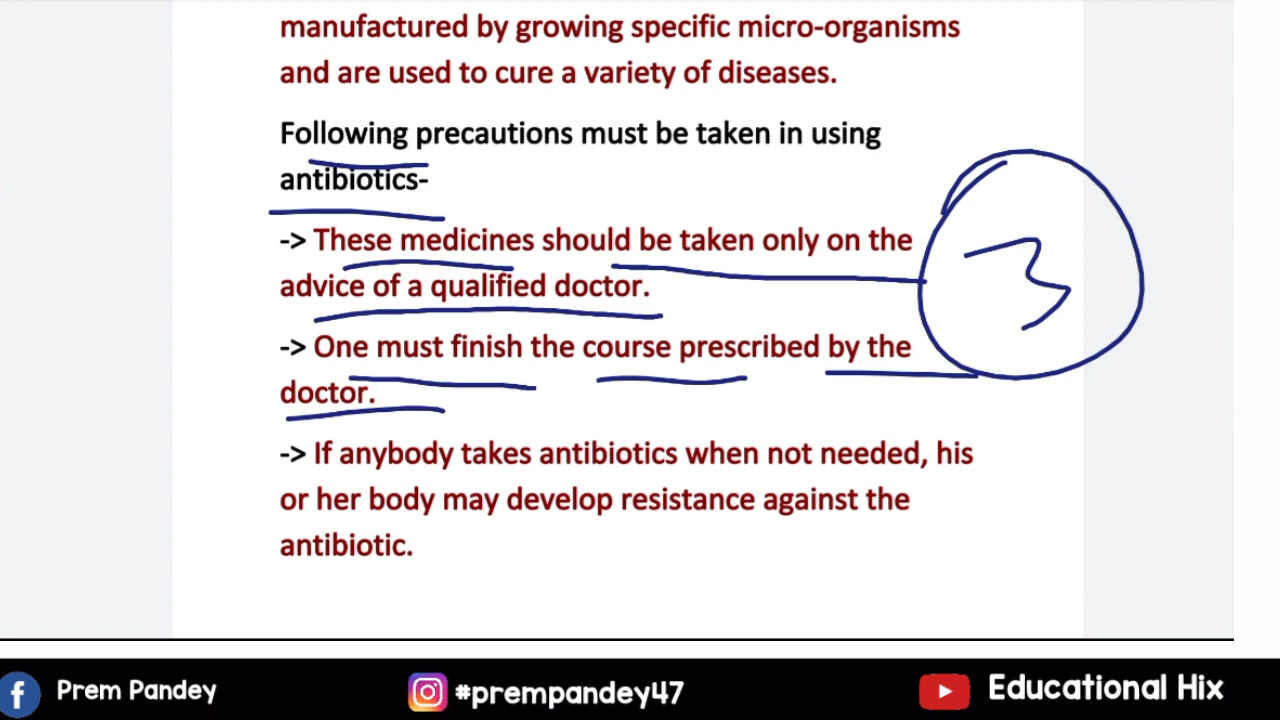 manufactured by growing specific micro-organisms
and are used to cure a variety of diseases.
Following precautions must be taken in using
antibiotics-
-> These medicines should be taken only on the
advice of a qualified doctor.
-> One must finish the course prescribed by the
doctor.
-> If anybody takes antibiotics when not needed, his
or her body may develop resistance against the
antibiotic.
3
Prem Pandey
#prempandey47
Educational Hix